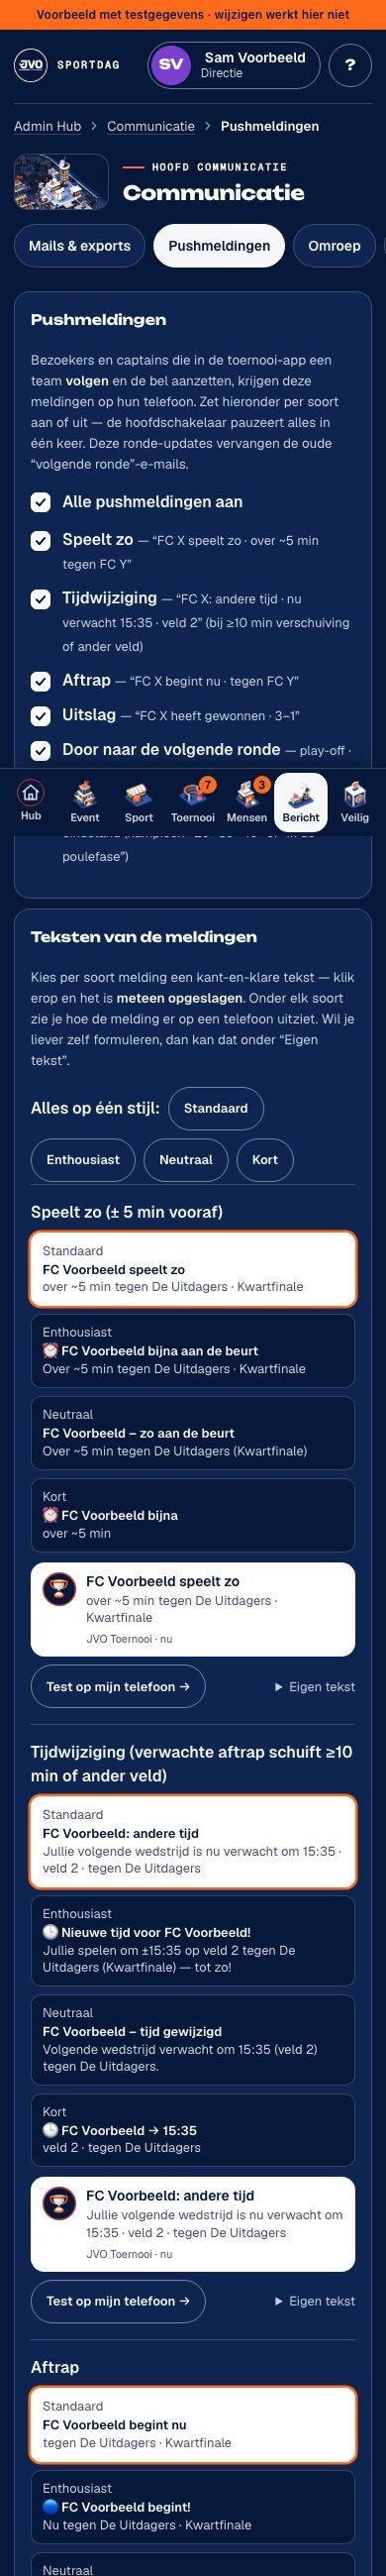 Voorbeeld met testgegevens · wijzigen werkt hier niet
JVO SPORTDAG
SV Sam Voorbeeld
Directie
?
Admin Hub > Communicatie > Pushmeldingen
HOOFD COMMUNICATIE
Communicatie
Mails & exports
Pushmeldingen
Omroep
Pushmeldingen
Bezoekers en captains die in de toernooi-app een
team volgen en de bel aanzetten, krijgen deze
meldingen op hun telefoon. Zet hieronder per soort
aan of uit — de hoofdschakelaar pauzeert alles in
één keer. Deze ronde-updates vervangen de oude
“volgende ronde”-e-mails.
Alle pushmeldingen aan
Speelt zo — “FC X speelt zo · over ~5 min
tegen FC Y”
Tijdwijziging — “FC X: andere tijd · nu
verwacht 15:35 · veld 2” (bij ≥10 min verschuiving
of ander veld)
Aftrap — “FC X begint nu · tegen FC Y”
Uitslag — “FC X heeft gewonnen · 3–1”
Door naar de volgende ronde — play-off ·
Hub
Event
Sport
7
Toernooi
3
Mensen
Bericht
Veilig
poulefase”)
Teksten van de meldingen
Kies per soort melding een kant-en-klare tekst — klik
erop en het is meteen opgeslagen. Onder elk soort
zie je hoe de melding er op een telefoon uitziet. Wil je
liever zelf formuleren, dan kan dat onder “Eigen
tekst”.
Alles op één stijl:
Standaard
Enthousiast
Neutraal
Kort
Speelt zo (± 5 min vooraf)
Standaard
FC Voorbeeld speelt zo
over ~5 min tegen De Uitdagers · Kwartfinale
Enthousiast
⏰ FC Voorbeeld bijna aan de beurt
Over ~5 min tegen De Uitdagers · Kwartfinale
Neutraal
FC Voorbeeld – zo aan de beurt
Over ~5 min tegen De Uitdagers (Kwartfinale)
Kort
⏰ FC Voorbeeld bijna
over ~5 min
FC Voorbeeld speelt zo
over ~5 min tegen De Uitdagers ·
Kwartfinale
JVO Toernooi · nu
Test op mijn telefoon →
▶ Eigen tekst
Tijdwijziging (verwachte aftrap schuift ≥10
min of ander veld)
Standaard
FC Voorbeeld: andere tijd
Jullie volgende wedstrijd is nu verwacht om 15:35 ·
veld 2 · tegen De Uitdagers
Enthousiast
🕒 Nieuwe tijd voor FC Voorbeeld!
Jullie spelen om ±15:35 op veld 2 tegen De
Uitdagers (Kwartfinale) — tot zo!
Neutraal
FC Voorbeeld – tijd gewijzigd
Volgende wedstrijd verwacht om 15:35 (veld 2)
tegen De Uitdagers.
Kort
🕒 FC Voorbeeld → 15:35
veld 2 · tegen De Uitdagers
FC Voorbeeld: andere tijd
Jullie volgende wedstrijd is nu verwacht om
15:35 · veld 2 · tegen De Uitdagers
JVO Toernooi · nu
Test op mijn telefoon →
▶ Eigen tekst
Aftrap
Standaard
FC Voorbeeld begint nu
tegen De Uitdagers · Kwartfinale
Enthousiast
🔵 FC Voorbeeld begint!
Nu tegen De Uitdagers · Kwartfinale
Neutraal